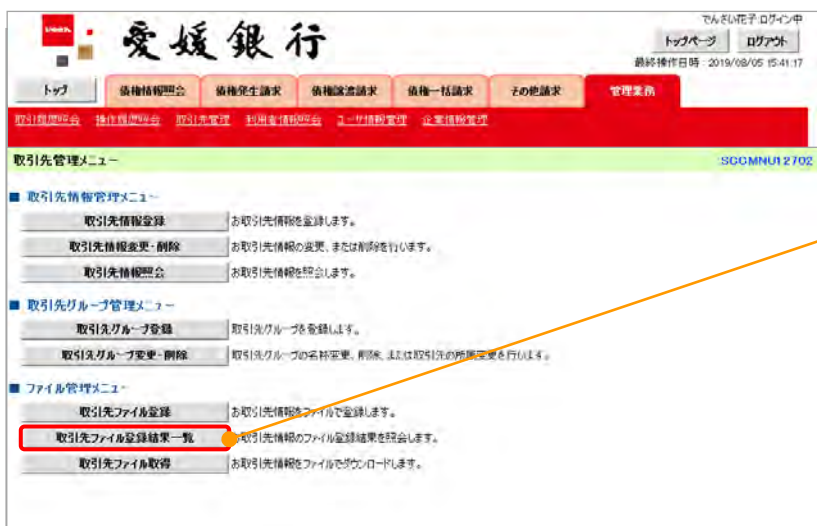 でんさい花子:ログイン中
愛媛銀行
トップページ ログアウト
最終操作日時:2019/08/05 15:41:17
トップ 債権情報照会 債権発生請求 債権譲渡請求 債権一括請求 その他請求 管理業務
取引履歴照会 操作履歴照会 取引先管理 利用者情報照会 ユーザ情報管理 企業情報管理
取引先管理メニュー SCCMNU12702
■ 取引先情報管理メニュー
取引先情報登録 お取引先情報を登録します。
取引先情報変更・削除 お取引先情報の変更、または削除を行います。
取引先情報照会 お取引先情報を照会します。
■ 取引先グループ管理メニュー
取引先グループ登録 取引先グループを登録します。
取引先グループ変更・削除 取引先グループの名称変更、削除、または取引先の所属変更を行います。
■ ファイル管理メニュー
取引先ファイル登録 お取引先情報をファイルで登録します。
取引先ファイル登録結果一覧 お取引先情報のファイル登録結果を照会します。
取引先ファイル取得 お取引先情報をファイルでダウンロードします。